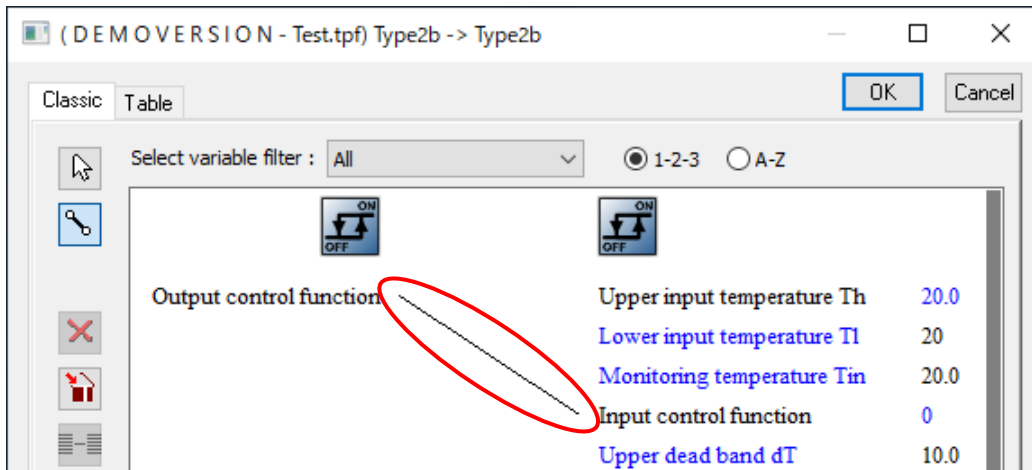 ( D E M O V E R S I O N - Test.tpf) Type2b -> Type2b
Classic Table OK Cancel
Select variable filter : All 1-2-3 A-Z
ON ON
OFF OFF
Output control function Upper input temperature Th 20.0
Lower input temperature Tl 20
Monitoring temperature Tin 20.0
Input control function 0
Upper dead band dT 10.0